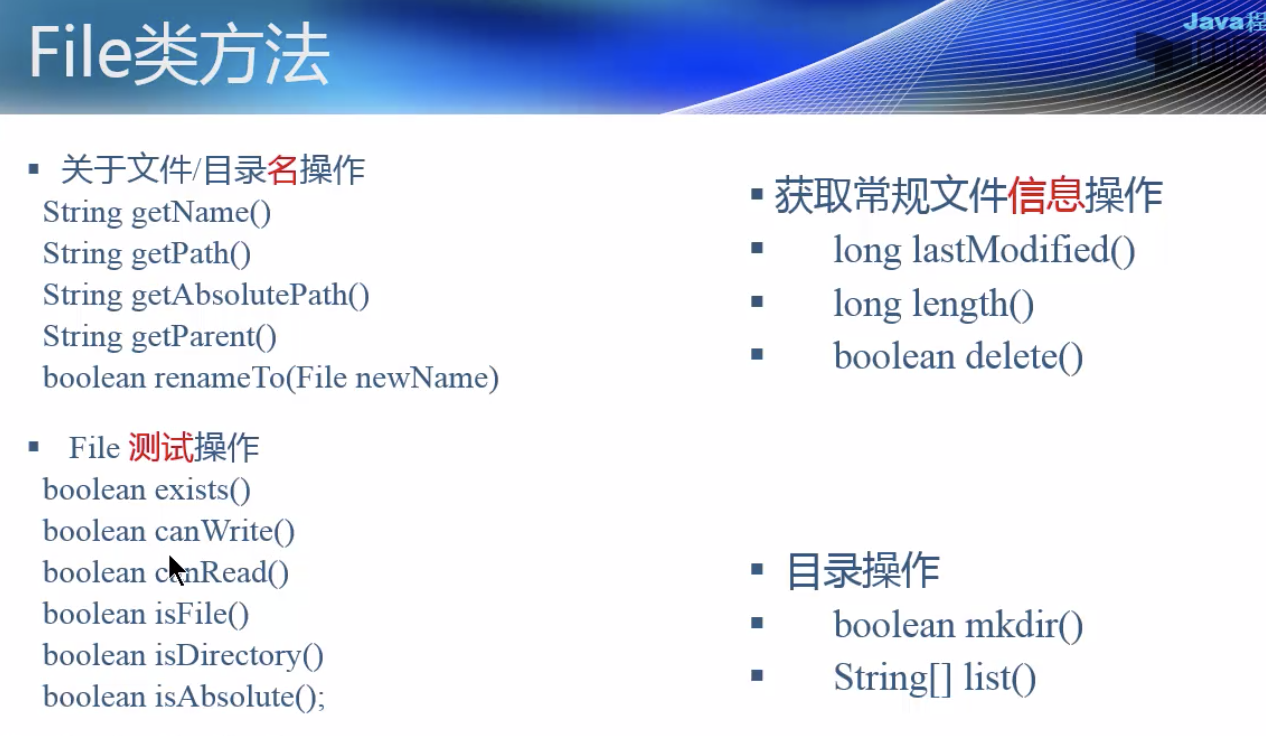 Java程
File类方法
▪ 关于文件/目录名操作
String getName()
String getPath()
String getAbsolutePath()
String getParent()
boolean renameTo(File newName)
▪ File 测试操作
boolean exists()
boolean canWrite()
boolean canRead()
boolean isFile()
boolean isDirectory()
boolean isAbsolute();
▪ 获取常规文件信息操作
▪ long lastModified()
▪ long length()
▪ boolean delete()
▪ 目录操作
▪ boolean mkdir()
▪ String[] list()